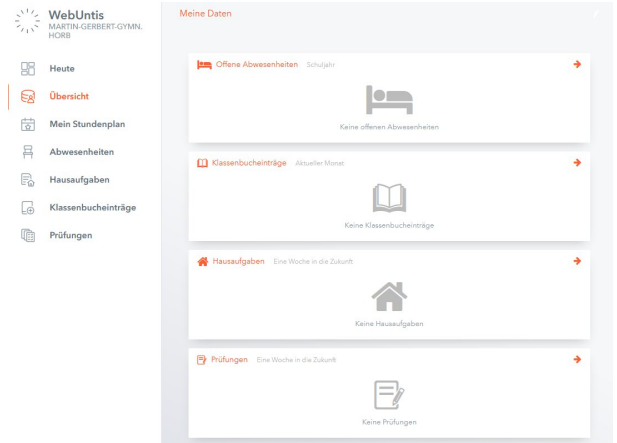 WebUntis
MARTIN-GERBERT-GYMN.
HORB
Heute
Übersicht
Mein Stundenplan
Abwesenheiten
Hausaufgaben
Klassenbucheinträge
Prüfungen
Meine Daten
Offene Abwesenheiten Schuljahr
Keine offenen Abwesenheiten
Klassenbucheinträge Aktueller Monat
Keine Klassenbucheinträge
Hausaufgaben Eine Woche in die Zukunft
Keine Hausaufgaben
Prüfungen Eine Woche in die Zukunft
Keine Prüfungen